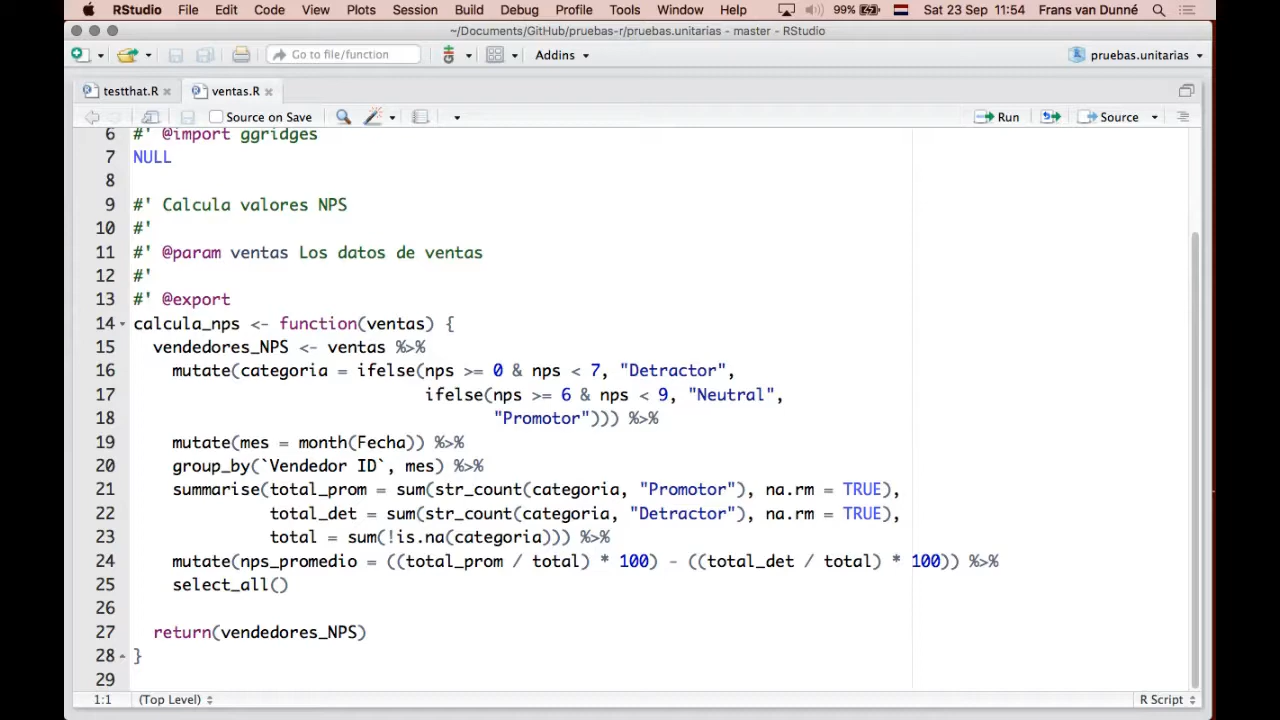 RStudio File Edit Code View Plots Session Build Debug Profile Tools Window Help 99% Sat 23 Sep 11:54 Frans van Dunné
~/Documents/GitHub/pruebas-r/pruebas.unitarias - master - RStudio
Go to file/function Addins pruebas.unitarias
testthat.R ventas.R
Source on Save Run Source
6 #' @import ggridges
7 NULL
8
9 #' Calcula valores NPS
10 #'
11 #' @param ventas Los datos de ventas
12 #'
13 #' @export
14 calcula_nps <- function(ventas) {
15 vendedores_NPS <- ventas %>%
16 mutate(categoria = ifelse(nps >= 0 & nps < 7, "Detractor",
17 ifelse(nps >= 6 & nps < 9, "Neutral",
18 "Promotor"))) %>%
19 mutate(mes = month(Fecha)) %>%
20 group_by(`Vendedor ID`, mes) %>%
21 summarise(total_prom = sum(str_count(categoria, "Promotor"), na.rm = TRUE),
22 total_det = sum(str_count(categoria, "Detractor"), na.rm = TRUE),
23 total = sum(!is.na(categoria))) %>%
24 mutate(nps_promedio = ((total_prom / total) * 100) - ((total_det / total) * 100)) %>%
25 select_all()
26
27 return(vendedores_NPS)
28 }
29
1:1 (Top Level) R Script